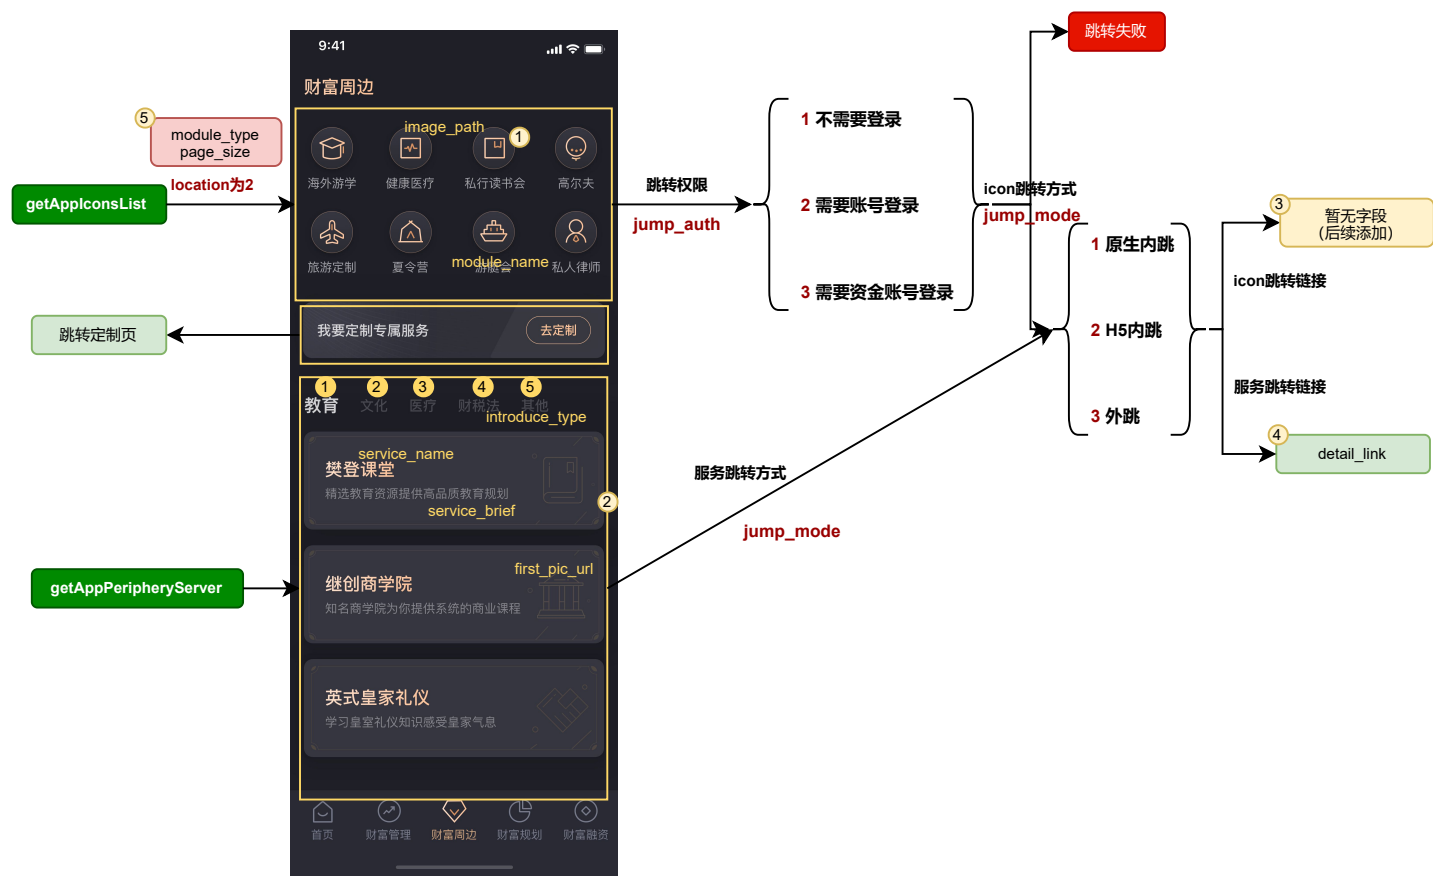 9:41
财富周边
image_path
1
海外游学
健康医疗
私行读书会
高尔夫
旅游定制
夏令营
游艇会
私人律师
module_name
5
module_type
page_size
location为2
getAppIconsList
跳转定制页
我要定制专属服务
去定制
1
2
3
4
5
教育
文化
医疗
财税法
其他
introduce_type
service_name
樊登课堂
精选教育资源提供高品质教育规划
service_brief
2
getAppPeripheryServer
first_pic_url
继创商学院
知名商学院为你提供系统的商业课程
英式皇家礼仪
学习皇室礼仪知识感受皇家气息
首页
财富管理
财富周边
财富规划
财富融资
跳转权限
jump_auth
1 不需要登录
2 需要账号登录
3 需要资金账号登录
icon跳转方式
jump_mode
跳转失败
1 原生内跳
2 H5内跳
3 外跳
服务跳转方式
jump_mode
3
暂无字段
(后续添加)
icon跳转链接
服务跳转链接
4
detail_link